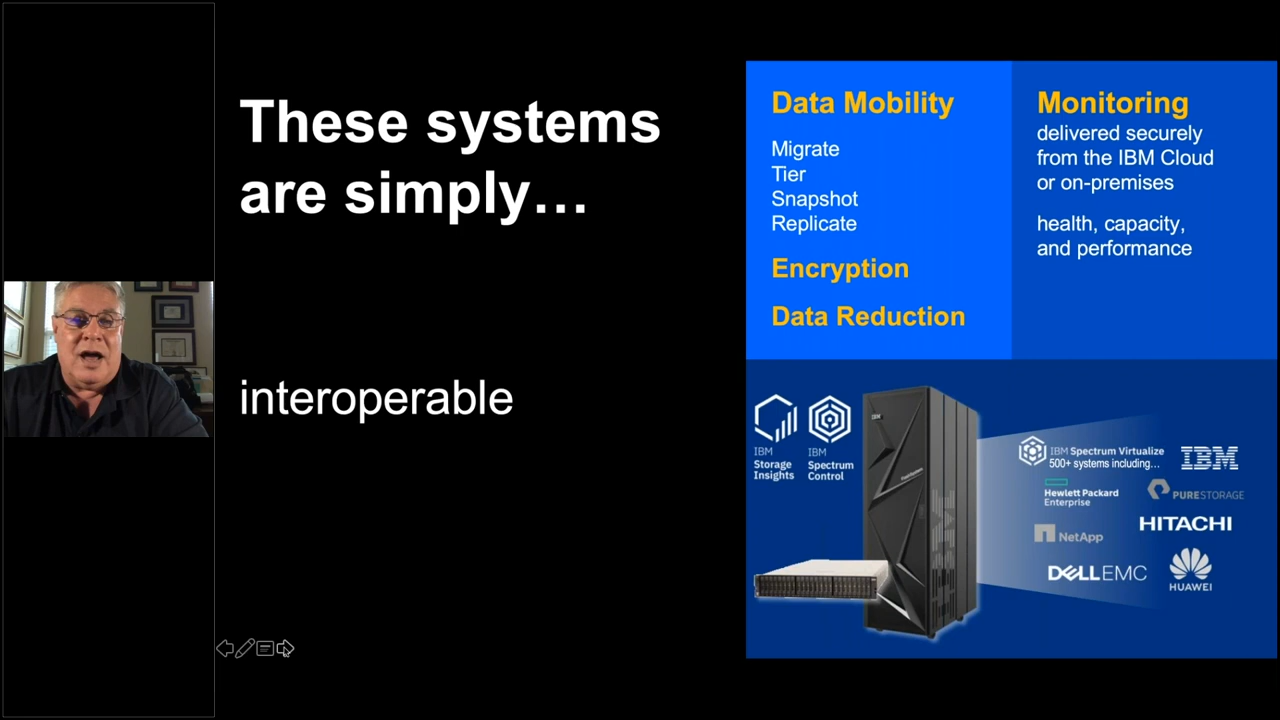 These systems
are simply…
interoperable
Data Mobility
Migrate
Tier
Snapshot
Replicate
Encryption
Data Reduction
Monitoring
delivered securely
from the IBM Cloud
or on-premises
health, capacity,
and performance
IBM
Storage
Insights
IBM
Spectrum
Control
IBM
FlashSystem
IBM Spectrum Virtualize
500+ systems including…
IBM
Hewlett Packard
Enterprise
PURESTORAGE
HITACHI
NetApp
DELLEMC
HUAWEI